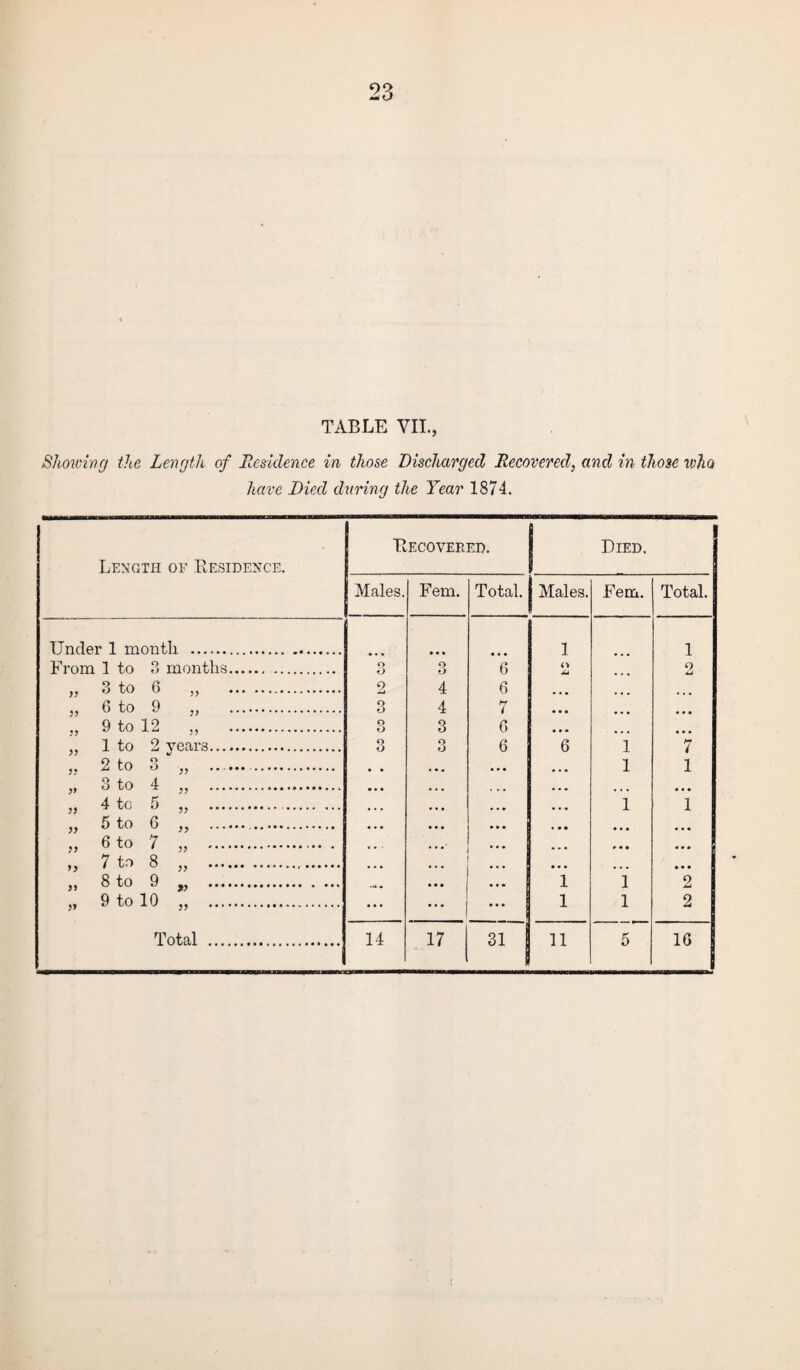 23
TABLE VII.,
Showing the Length of Residence in those Discharged Recovered, and in those who
have Died during the Year 1874.
Length of Residence. Recovered. Died.
Males. Fem. Total. Males. Fem. Total.
Under 1 month ... ... ... 1 ... 1
From 1 to 3 months 3 3 6 2 ... 2
„ 3 to 6 „ 2 4 6 ... ... ...
„ 6 to 9 „ 3 4 7 ... ... ...
„ 9 to 12 „ 3 3 6 ... ... ...
„ 1 to 2 years 3 3 6 6 1 7
„ 2 to 3 „ ... ... ... ... 1 1
„ 3 to 4 „ ... ... ... ... ... ...
„ 4 to 5 „ ... ... ... ... 1 1
„ 5 to 6 „ ... ... ... ... ... ...
„ 6 to 7 „ ... ... ... ... ... ...
„ 7 to 8 „ ... ... ... ... ... ...
„ 8 to 9 „ ... ... ... 1 1 2
„ 9 to 10 „ ... ... ... 1 1 2
Total 14 17 31 11 5 16